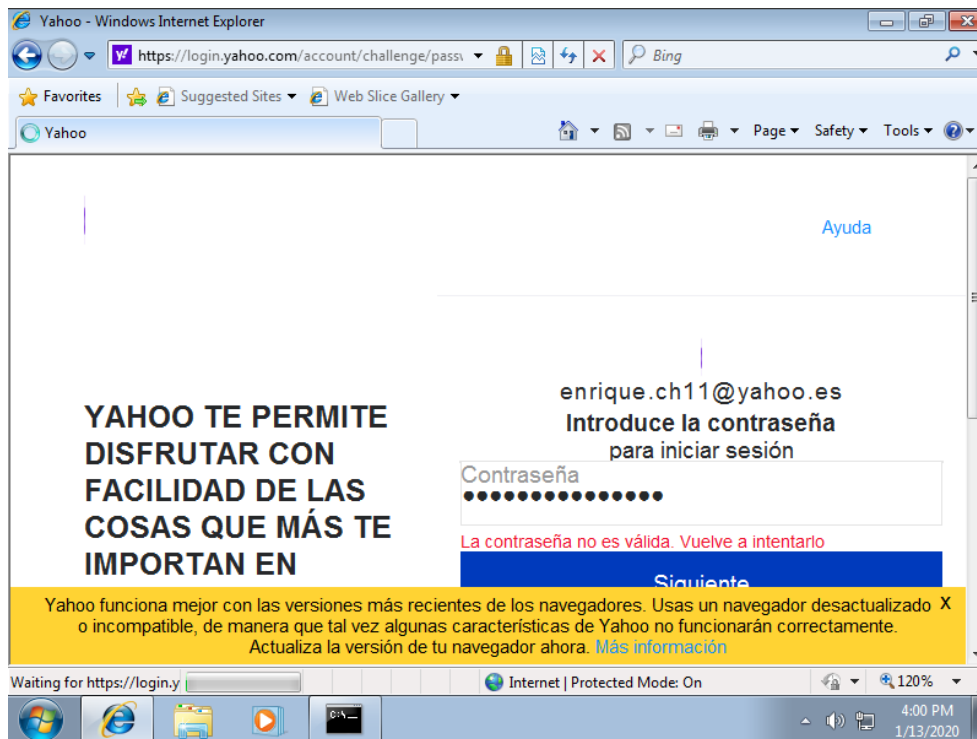 Yahoo - Windows Internet Explorer
https://login.yahoo.com/account/challenge/passw
Bing
Favorites
Suggested Sites
Web Slice Gallery
Yahoo
Page
Safety
Tools
Ayuda
enrique.ch11@yahoo.es
Introduce la contraseña
para iniciar sesión
Contraseña
La contraseña no es válida. Vuelve a intentarlo
Siguiente
YAHOO TE PERMITE
DISFRUTAR CON
FACILIDAD DE LAS
COSAS QUE MÁS TE
IMPORTAN EN
Yahoo funciona mejor con las versiones más recientes de los navegadores. Usas un navegador desactualizado X
o incompatible, de manera que tal vez algunas características de Yahoo no funcionarán correctamente.
Actualiza la versión de tu navegador ahora. Más información
Waiting for https://login.y
Internet | Protected Mode: On
120%
C:\_
4:00 PM
1/13/2020